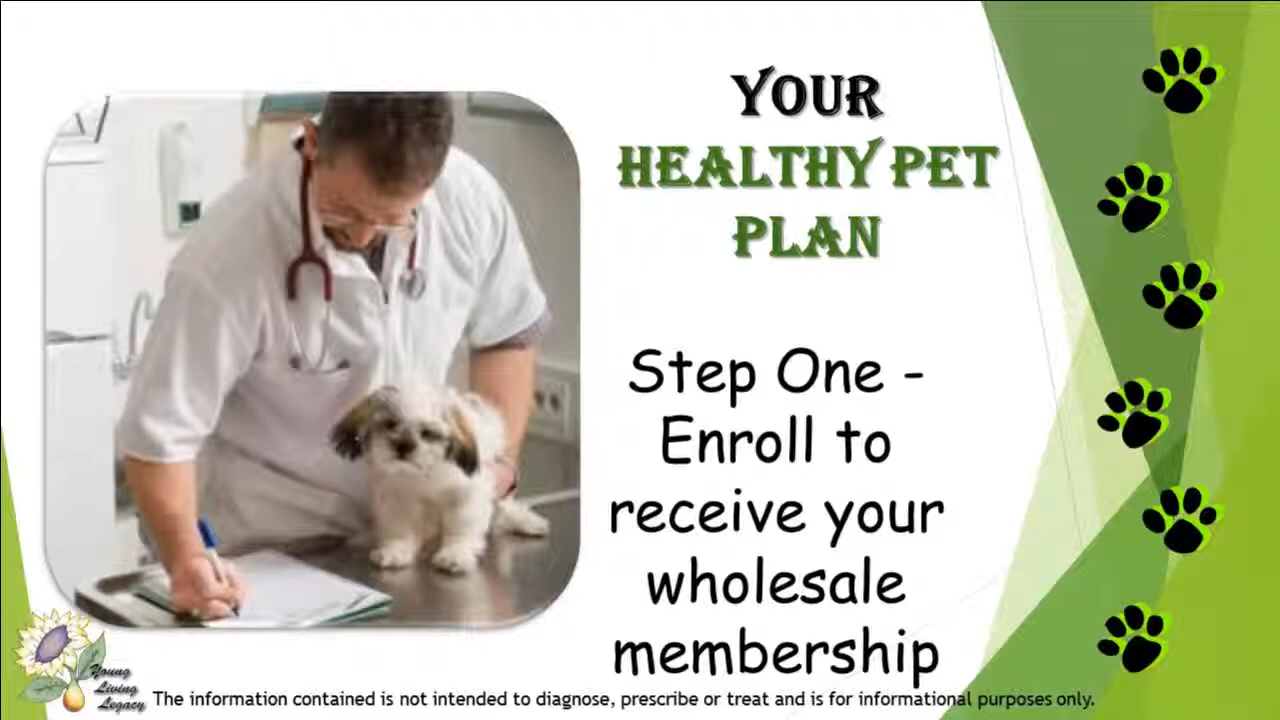 YOUR
HEALTHY PET
PLAN
Step One -
Enroll to
receive your
wholesale
membership
Young
Living
Legacy
The information contained is not intended to diagnose, prescribe or treat and is for informational purposes only.